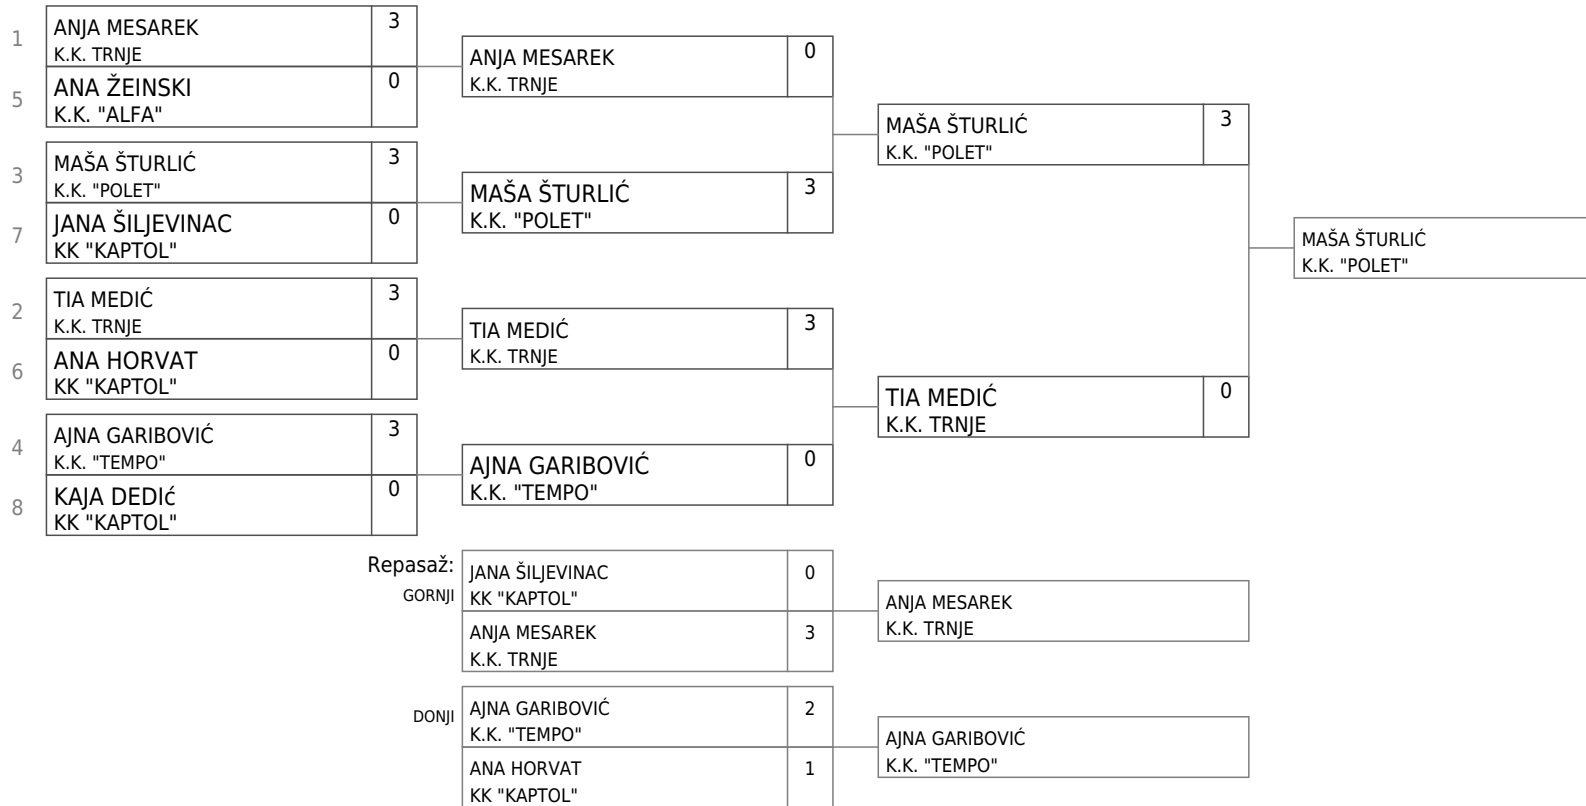 1
ANJA MESAREK
K.K. TRNJE
3
5
ANA ŽEINSKI
K.K. "ALFA"
0
3
MAŠA ŠTURLIĆ
K.K. "POLET"
3
7
JANA ŠILJEVINAC
KK "KAPTOL"
0
2
TIA MEDIĆ
K.K. TRNJE
3
6
ANA HORVAT
KK "KAPTOL"
0
4
AJNA GARIBOVIĆ
K.K. "TEMPO"
3
8
KAJA DEDIć
KK "KAPTOL"
0
ANJA MESAREK
K.K. TRNJE
0
MAŠA ŠTURLIĆ
K.K. "POLET"
3
TIA MEDIĆ
K.K. TRNJE
3
AJNA GARIBOVIĆ
K.K. "TEMPO"
0
MAŠA ŠTURLIĆ
K.K. "POLET"
3
TIA MEDIĆ
K.K. TRNJE
0
MAŠA ŠTURLIĆ
K.K. "POLET"
Repasaž:
GORNJI
JANA ŠILJEVINAC
KK "KAPTOL"
0
ANJA MESAREK
K.K. TRNJE
3
ANJA MESAREK
K.K. TRNJE
DONJI
AJNA GARIBOVIĆ
K.K. "TEMPO"
2
ANA HORVAT
KK "KAPTOL"
1
AJNA GARIBOVIĆ
K.K. "TEMPO"